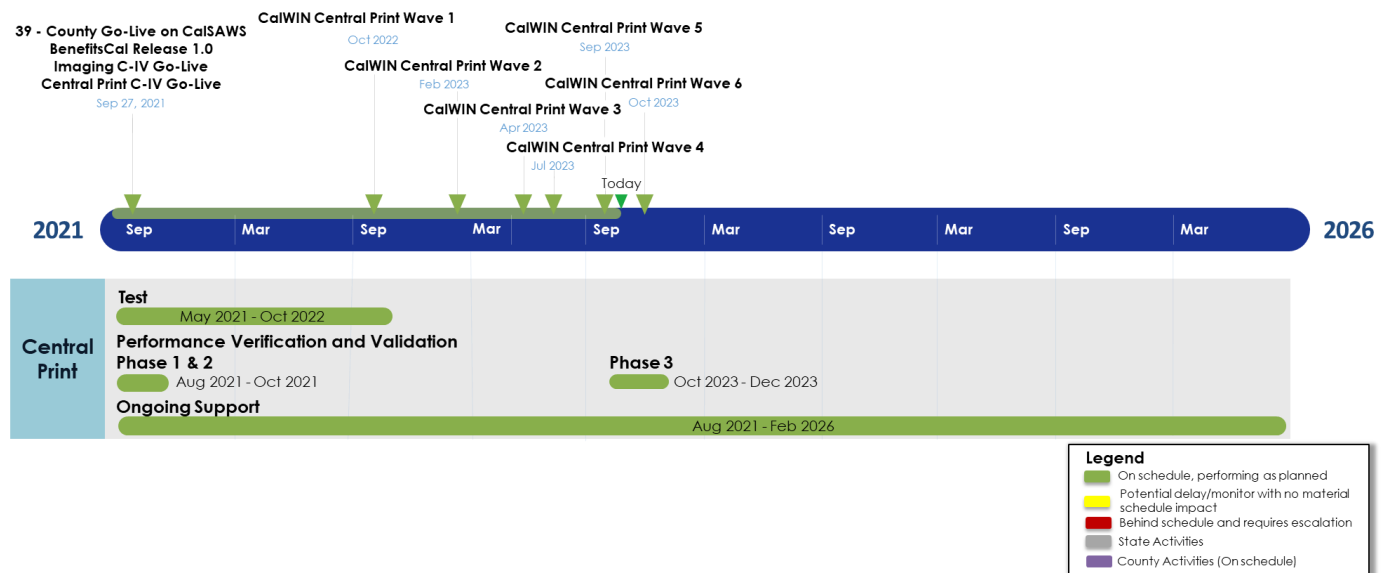 39 - County Go-Live on CalSAWS
BenefitsCal Release 1.0
Imaging C-IV Go-Live
Central Print C-IV Go-Live
Sep 27, 2021
CalWIN Central Print Wave 1
Oct 2022
CalWIN Central Print Wave 2
Feb 2023
CalWIN Central Print Wave 3
Apr 2023
CalWIN Central Print Wave 4
Jul 2023
CalWIN Central Print Wave 5
Sep 2023
CalWIN Central Print Wave 6
Oct 2023
Today
2021
Sep
Mar
Sep
Mar
Sep
Mar
Sep
Mar
Sep
Mar
2026
Central
Print
Test
May 2021 - Oct 2022
Performance Verification and Validation
Phase 1 & 2
Aug 2021 - Oct 2021
Phase 3
Oct 2023 - Dec 2023
Ongoing Support
Aug 2021 - Feb 2026
Legend
On schedule, performing as planned
Potential delay/monitor with no material
schedule impact
Behind schedule and requires escalation
State Activities
County Activities (On schedule)